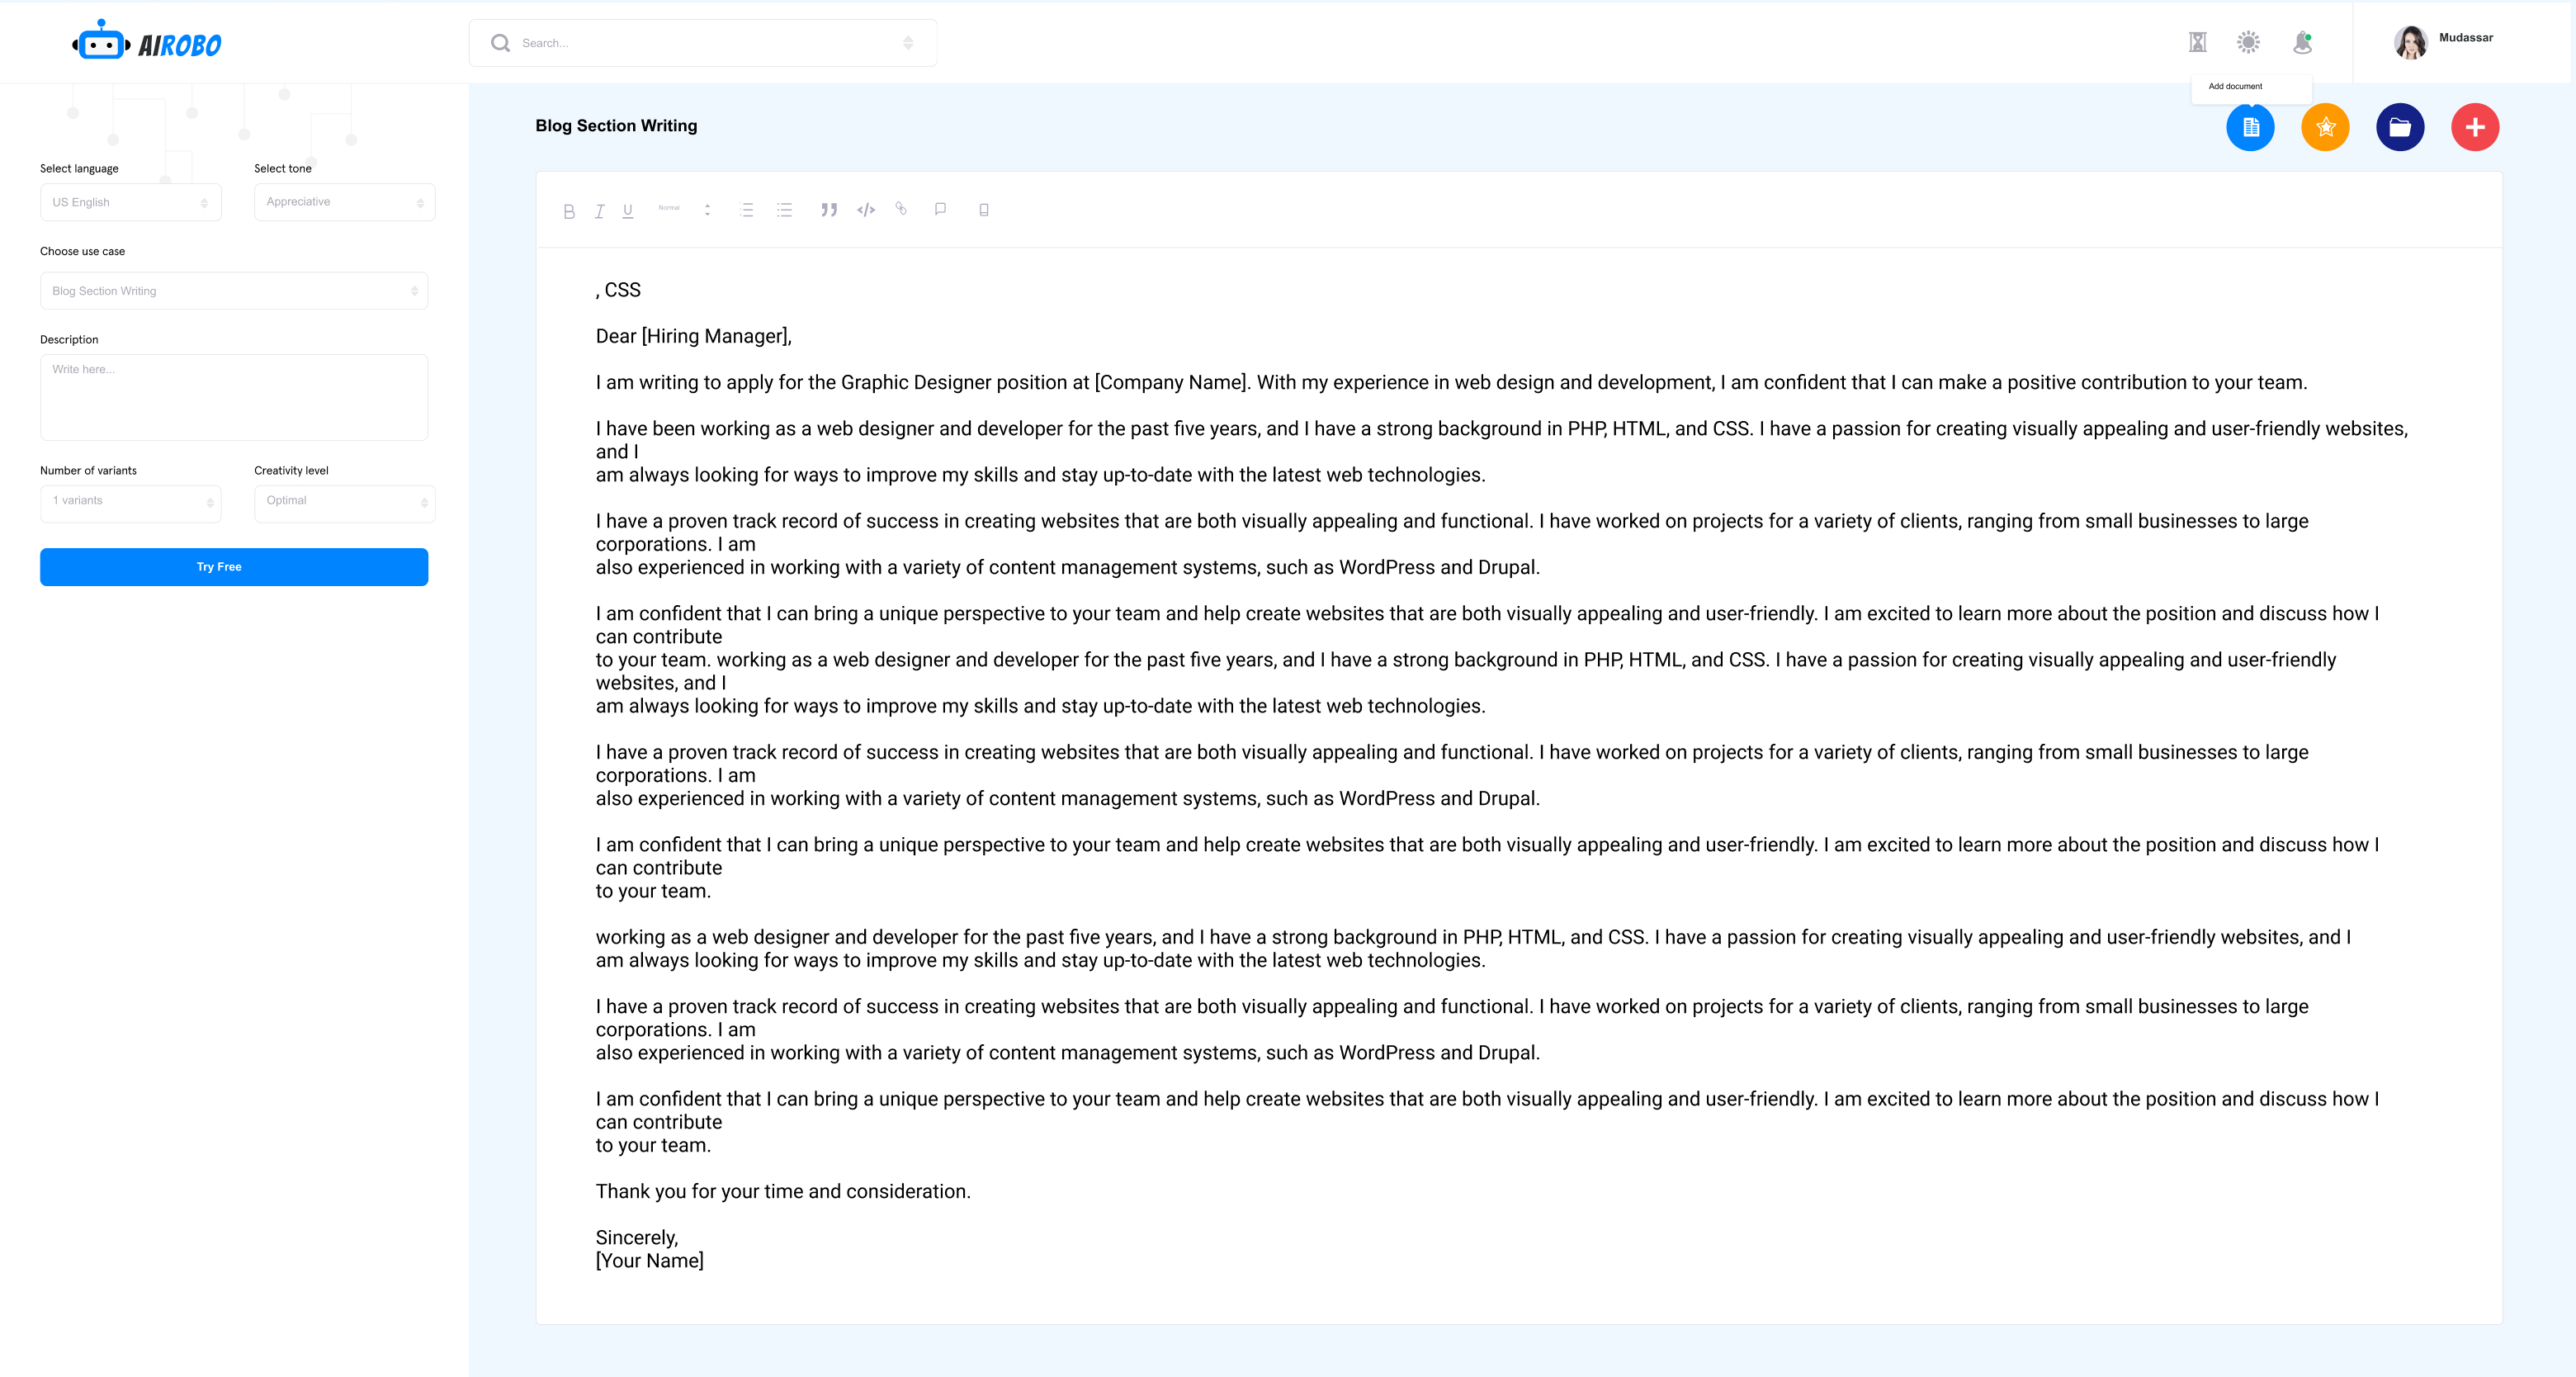 AIROBO
Search...
Mudassar
Add document
Blog Section Writing
Select language
Select tone
US English
Appreciative
Choose use case
Blog Section Writing
Description
Write here...
Number of variants
Creativity level
1 variants
Optimal
Try Free
B I U Normal
, CSS
Dear [Hiring Manager],
I am writing to apply for the Graphic Designer position at [Company Name]. With my experience in web design and development, I am confident that I can make a positive contribution to your team.
I have been working as a web designer and developer for the past five years, and I have a strong background in PHP, HTML, and CSS. I have a passion for creating visually appealing and user-friendly websites,
and I
am always looking for ways to improve my skills and stay up-to-date with the latest web technologies.
I have a proven track record of success in creating websites that are both visually appealing and functional. I have worked on projects for a variety of clients, ranging from small businesses to large
corporations. I am
also experienced in working with a variety of content management systems, such as WordPress and Drupal.
I am confident that I can bring a unique perspective to your team and help create websites that are both visually appealing and user-friendly. I am excited to learn more about the position and discuss how I
can contribute
to your team. working as a web designer and developer for the past five years, and I have a strong background in PHP, HTML, and CSS. I have a passion for creating visually appealing and user-friendly
websites, and I
am always looking for ways to improve my skills and stay up-to-date with the latest web technologies.
I have a proven track record of success in creating websites that are both visually appealing and functional. I have worked on projects for a variety of clients, ranging from small businesses to large
corporations. I am
also experienced in working with a variety of content management systems, such as WordPress and Drupal.
I am confident that I can bring a unique perspective to your team and help create websites that are both visually appealing and user-friendly. I am excited to learn more about the position and discuss how I
can contribute
to your team.
working as a web designer and developer for the past five years, and I have a strong background in PHP, HTML, and CSS. I have a passion for creating visually appealing and user-friendly websites, and I
am always looking for ways to improve my skills and stay up-to-date with the latest web technologies.
I have a proven track record of success in creating websites that are both visually appealing and functional. I have worked on projects for a variety of clients, ranging from small businesses to large
corporations. I am
also experienced in working with a variety of content management systems, such as WordPress and Drupal.
I am confident that I can bring a unique perspective to your team and help create websites that are both visually appealing and user-friendly. I am excited to learn more about the position and discuss how I
can contribute
to your team.
Thank you for your time and consideration.
Sincerely,
[Your Name]